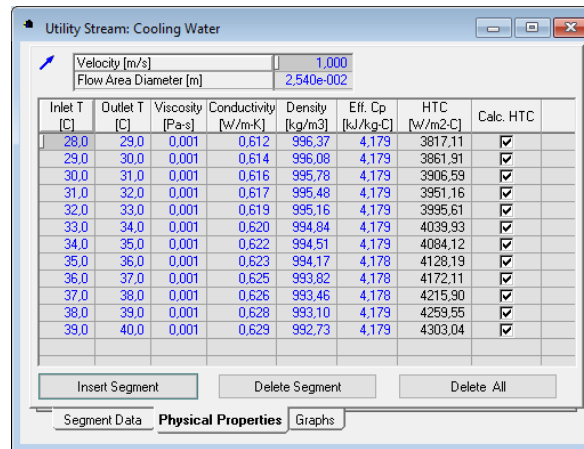 Utility Stream: Cooling Water
Velocity [m/s] 1,000
Flow Area Diameter [m] 2,540e-002
Inlet T Outlet T Viscosity Conductivity Density Eff. Cp HTC Calc. HTC
[C] [C] [Pa-s] [W/m-K] [kg/m3] [kJ/kg-C] [W/m2-C]
28,0 29,0 0,001 0,612 996,37 4,179 3817,11
29,0 30,0 0,001 0,614 996,08 4,179 3861,91
30,0 31,0 0,001 0,616 995,78 4,179 3906,59
31,0 32,0 0,001 0,617 995,48 4,179 3951,16
32,0 33,0 0,001 0,619 995,16 4,179 3995,61
33,0 34,0 0,001 0,620 994,84 4,179 4039,93
34,0 35,0 0,001 0,622 994,51 4,179 4084,12
35,0 36,0 0,001 0,623 994,17 4,178 4128,19
36,0 37,0 0,001 0,625 993,82 4,178 4172,11
37,0 38,0 0,001 0,626 993,46 4,178 4215,90
38,0 39,0 0,001 0,628 993,10 4,179 4259,55
39,0 40,0 0,001 0,629 992,73 4,179 4303,04
Insert Segment Delete Segment Delete All
Segment Data Physical Properties Graphs